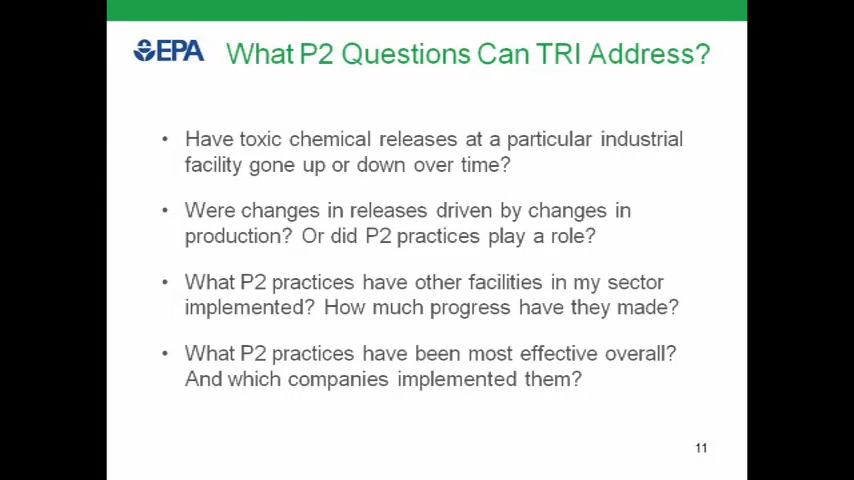 EPA What P2 Questions Can TRI Address?
• Have toxic chemical releases at a particular industrial
facility gone up or down over time?
• Were changes in releases driven by changes in
production? Or did P2 practices play a role?
• What P2 practices have other facilities in my sector
implemented? How much progress have they made?
• What P2 practices have been most effective overall?
And which companies implemented them?
11